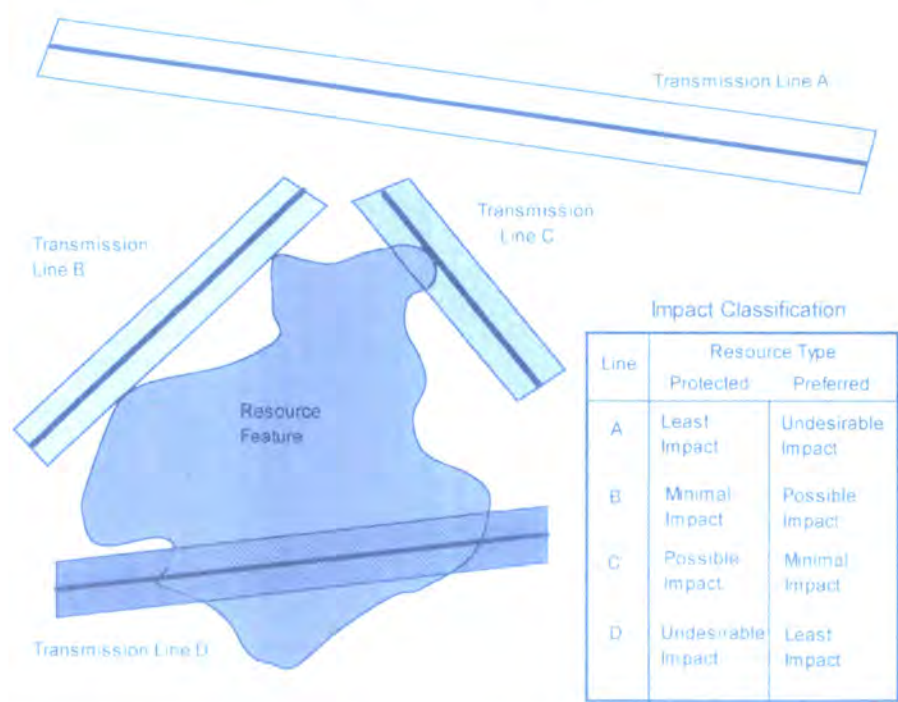 Transmission Line A
Transmission
Line B
Transmission
Line C
Resource
Feature
Transmission Line D
Impact Classification
Line
Resource Type
Protected Preferred
A
Least
Impact
Undesirable
Impact
B
Minimal
Impact
Possible
Impact
C
Possible
Impact
Minimal
Impact
D
Undesirable
Impact
Least
Impact